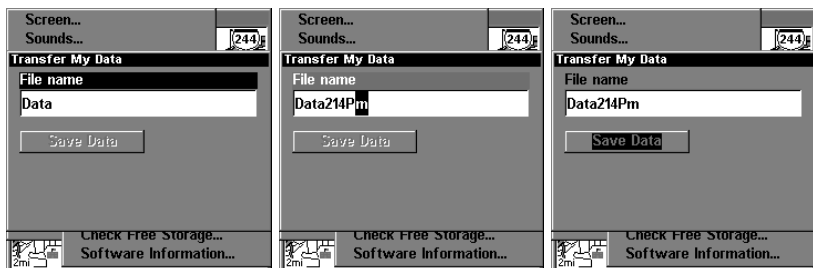 Screen...
Sounds...
244
Transfer My Data
File name
Data
Save Data
Check Free Storage...
Software Information...
2mi
Screen...
Sounds...
244
Transfer My Data
File name
Data214Pm
Save Data
Check Free Storage...
Software Information...
2mi
Screen...
Sounds...
244
Transfer My Data
File name
Data214Pm
Save Data
Check Free Storage...
Software Information...
2mi